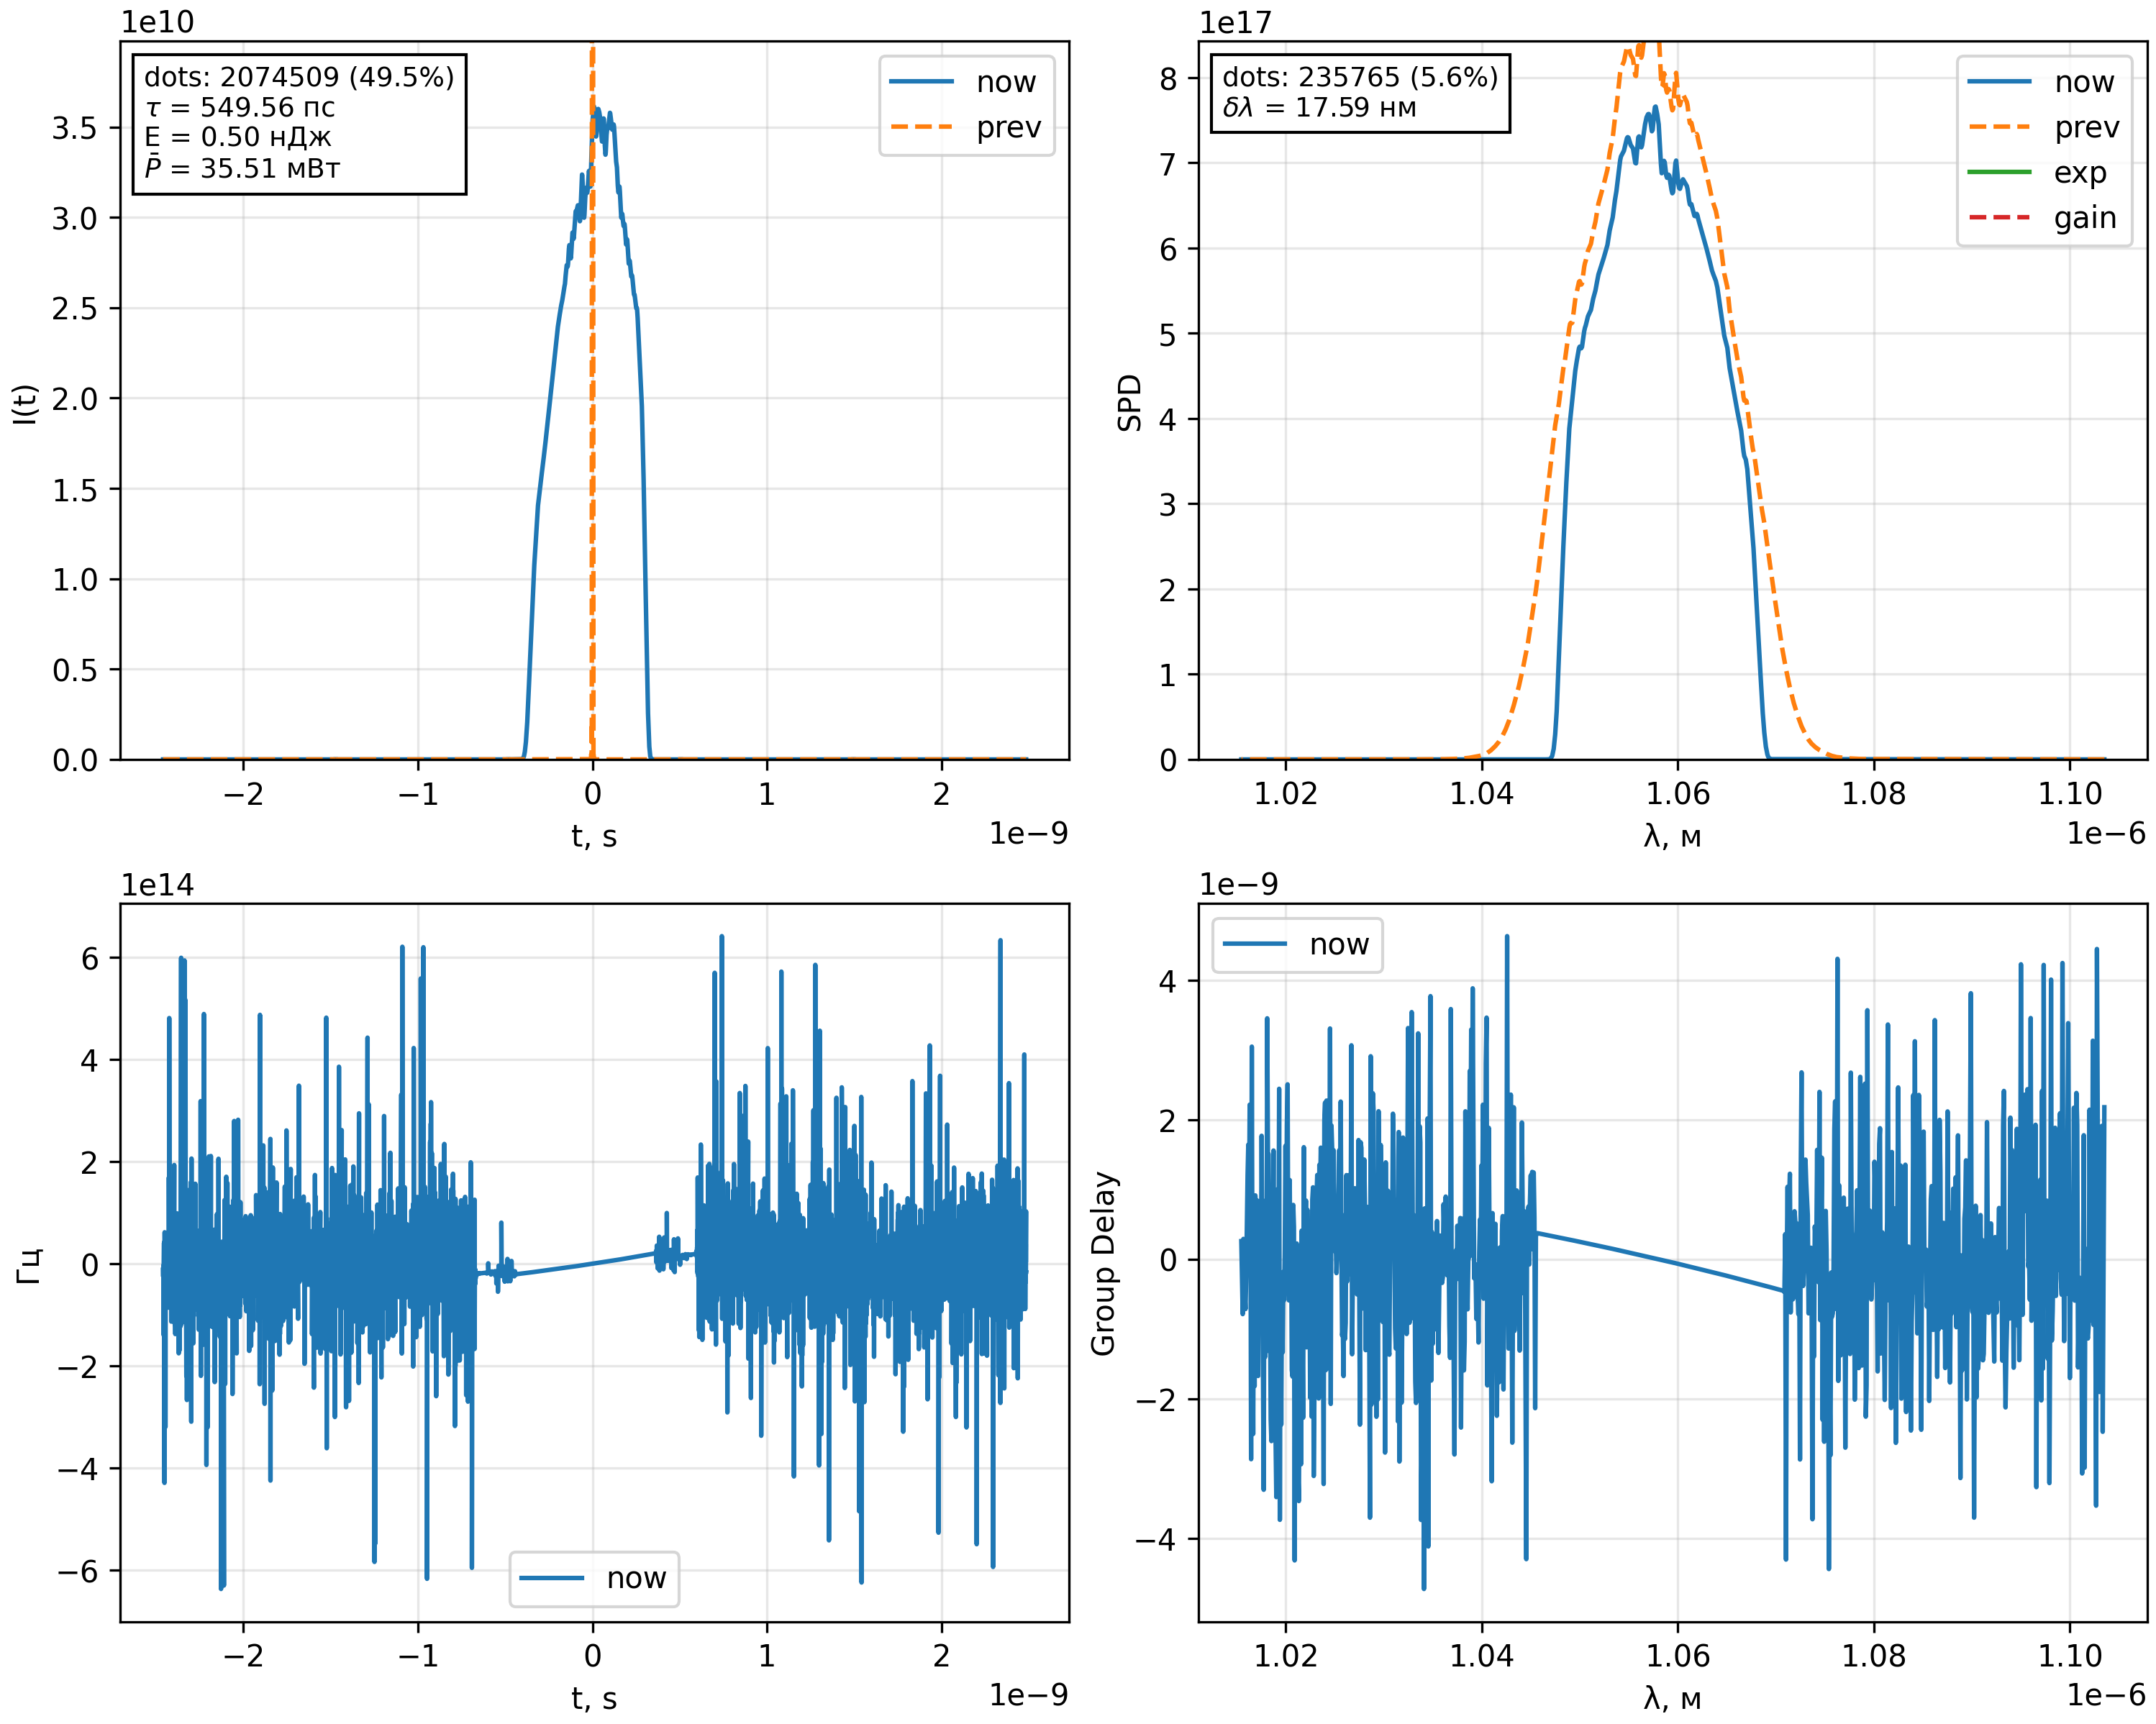 1e10
dots: 2074509 (49.5%)
τ = 549.56 пс
E = 0.50 нДж
P̄ = 35.51 мВт
now
prev
I(t)
3.5
3.0
2.5
2.0
1.5
1.0
0.5
0.0
−2 −1 0 1 2
1e−9
t, s
1e17
dots: 235765 (5.6%)
δλ = 17.59 нм
now
prev
exp
gain
SPD
8
7
6
5
4
3
2
1
0
1.02 1.04 1.06 1.08 1.10
1e−6
λ, м
1e14
Гц
6
4
2
0
−2
−4
−6
now
−2 −1 0 1 2
1e−9
t, s
1e−9
now
Group Delay
4
2
0
−2
−4
1.02 1.04 1.06 1.08 1.10
1e−6
λ, м